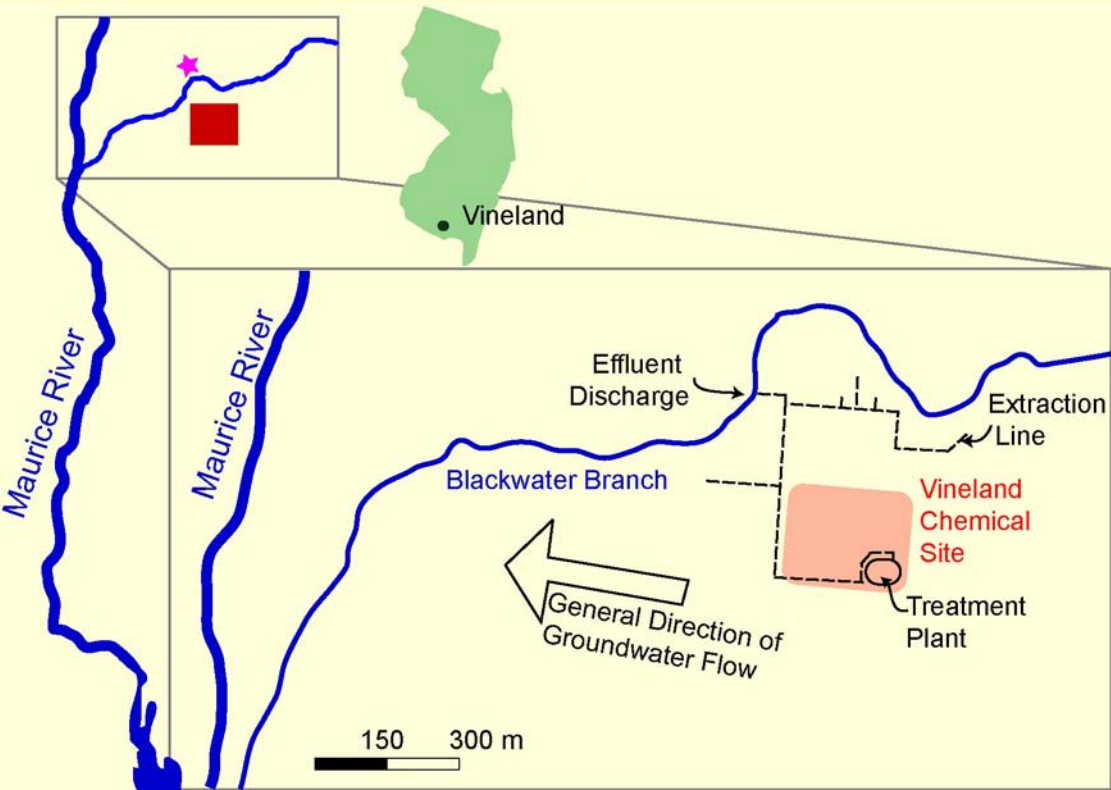 Vineland
Maurice River
Maurice River
Effluent
Discharge
Extraction
Line
Blackwater Branch
Vineland
Chemical
Site
General Direction of
Groundwater Flow
Treatment
Plant
150 300 m